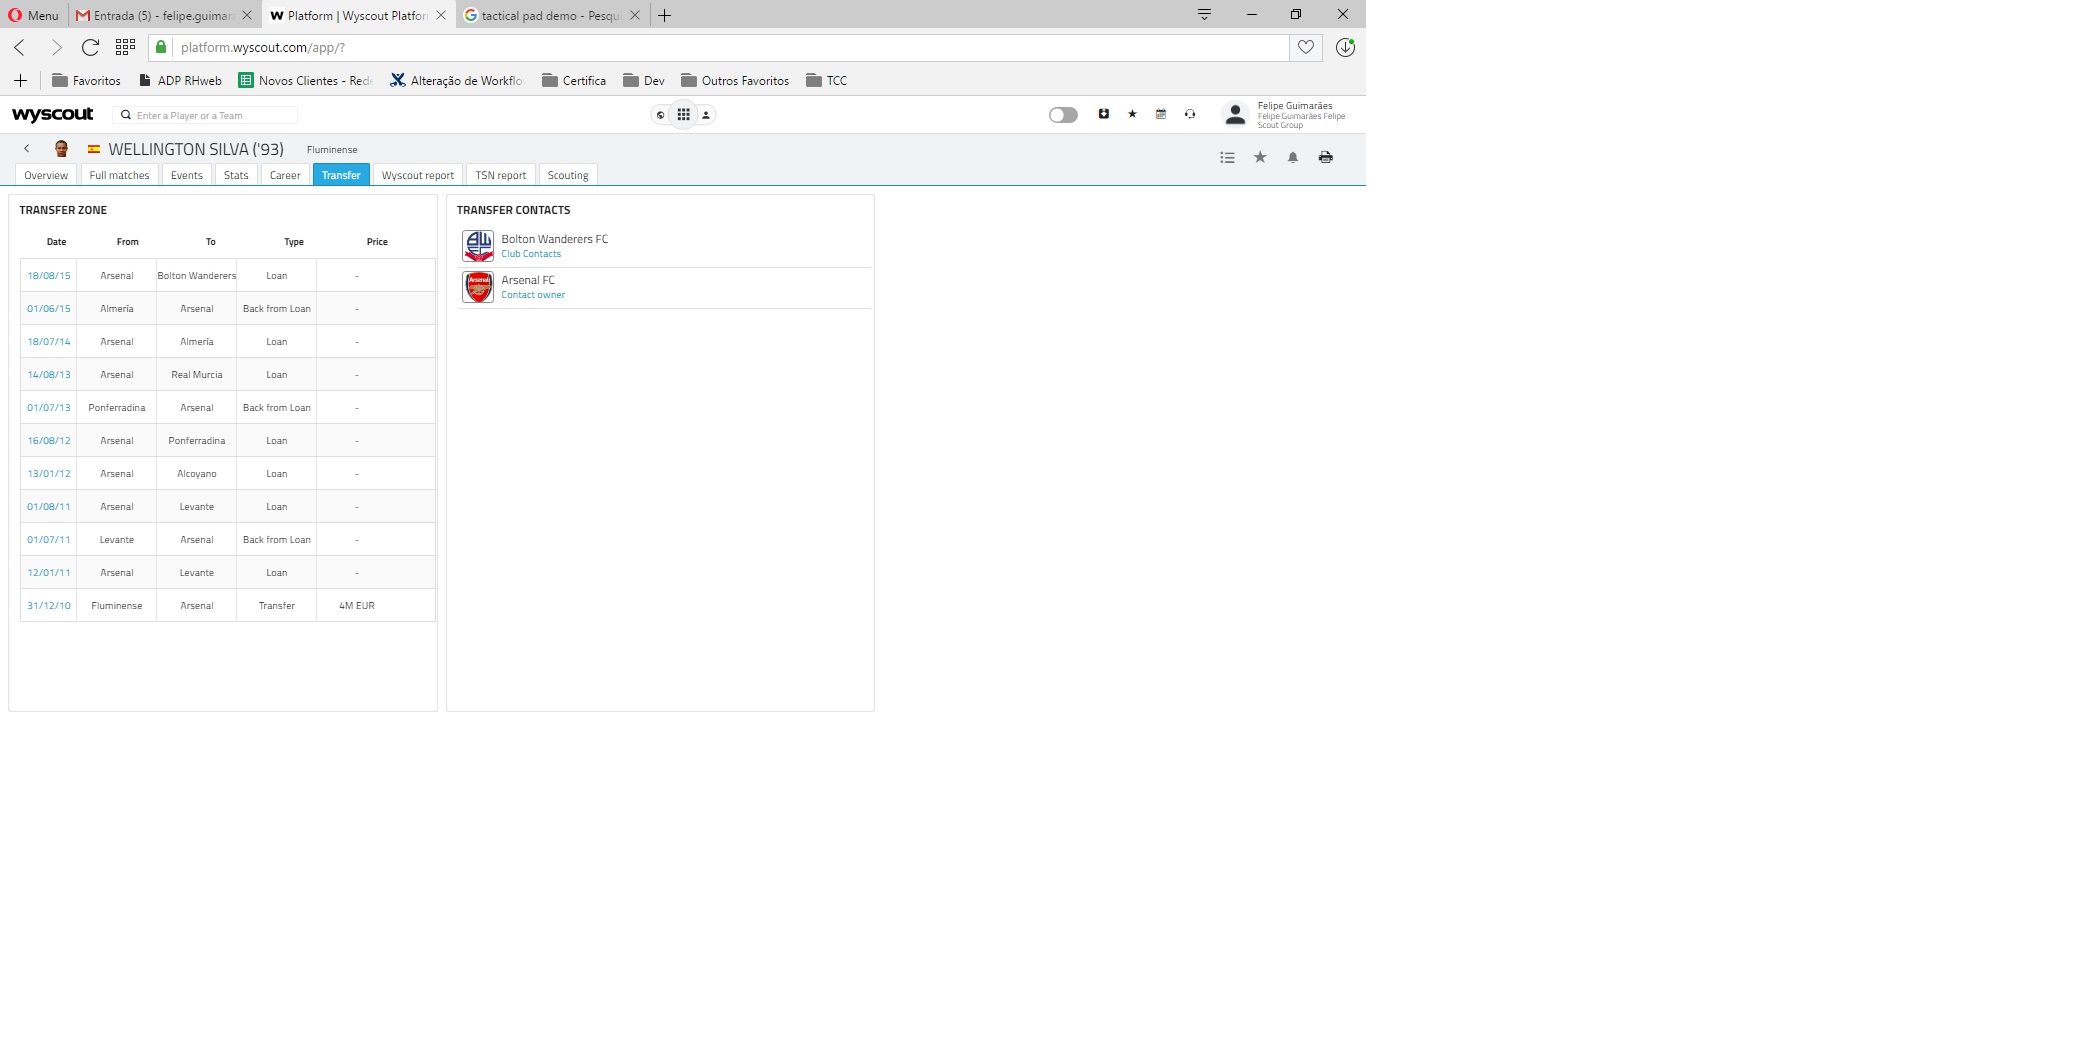 Menu
Entrada (5) - felipe.guimar
Platform | Wyscout Platfor
tactical pad demo - Pesqu
platform.wyscout.com/app/?
Favoritos
ADP RHweb
Novos Clientes - Rede
Alteração de Workflo
Certifica
Dev
Outros Favoritos
TCC
wyscout
Enter a Player or a Team
Felipe Guimarães
Felipe Guimarães Felipe
Scout Group
WELLINGTON SILVA ('93)
Fluminense
Overview
Full matches
Events
Stats
Career
Transfer
Wyscout report
TSN report
Scouting
TRANSFER ZONE
Date From To Type Price
18/08/15 Arsenal Bolton Wanderers Loan -
01/06/15 Almería Arsenal Back from Loan -
18/07/14 Arsenal Almería Loan -
14/08/13 Arsenal Real Murcia Loan -
01/07/13 Ponferradina Arsenal Back from Loan -
16/08/12 Arsenal Ponferradina Loan -
13/01/12 Arsenal Alcoyano Loan -
01/08/11 Arsenal Levante Loan -
01/07/11 Levante Arsenal Back from Loan -
12/01/11 Arsenal Levante Loan -
31/12/10 Fluminense Arsenal Transfer 4M EUR
TRANSFER CONTACTS
Bolton Wanderers FC
Club Contacts
Arsenal
Arsenal FC
Contact owner